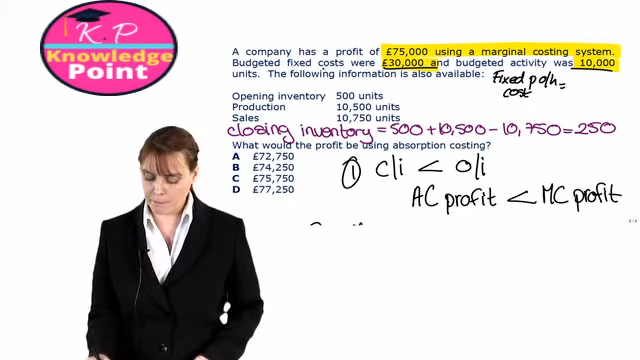 K.P
Knowledge
Point
A company has a profit of £75,000 using a marginal costing system.
Budgeted fixed costs were £30,000 and budgeted activity was 10,000
units. The following information is also available:
Fixed p o/h =
cost
Opening inventory 500 units
Production 10,500 units
Sales 10,750 units
closing inventory = 500 + 10,500 - 10,750 = 250
What would the profit be using absorption costing?
A £72,750
B £74,250
C £75,750
D £77,250
① c/i < o/i
AC profit < MC profit